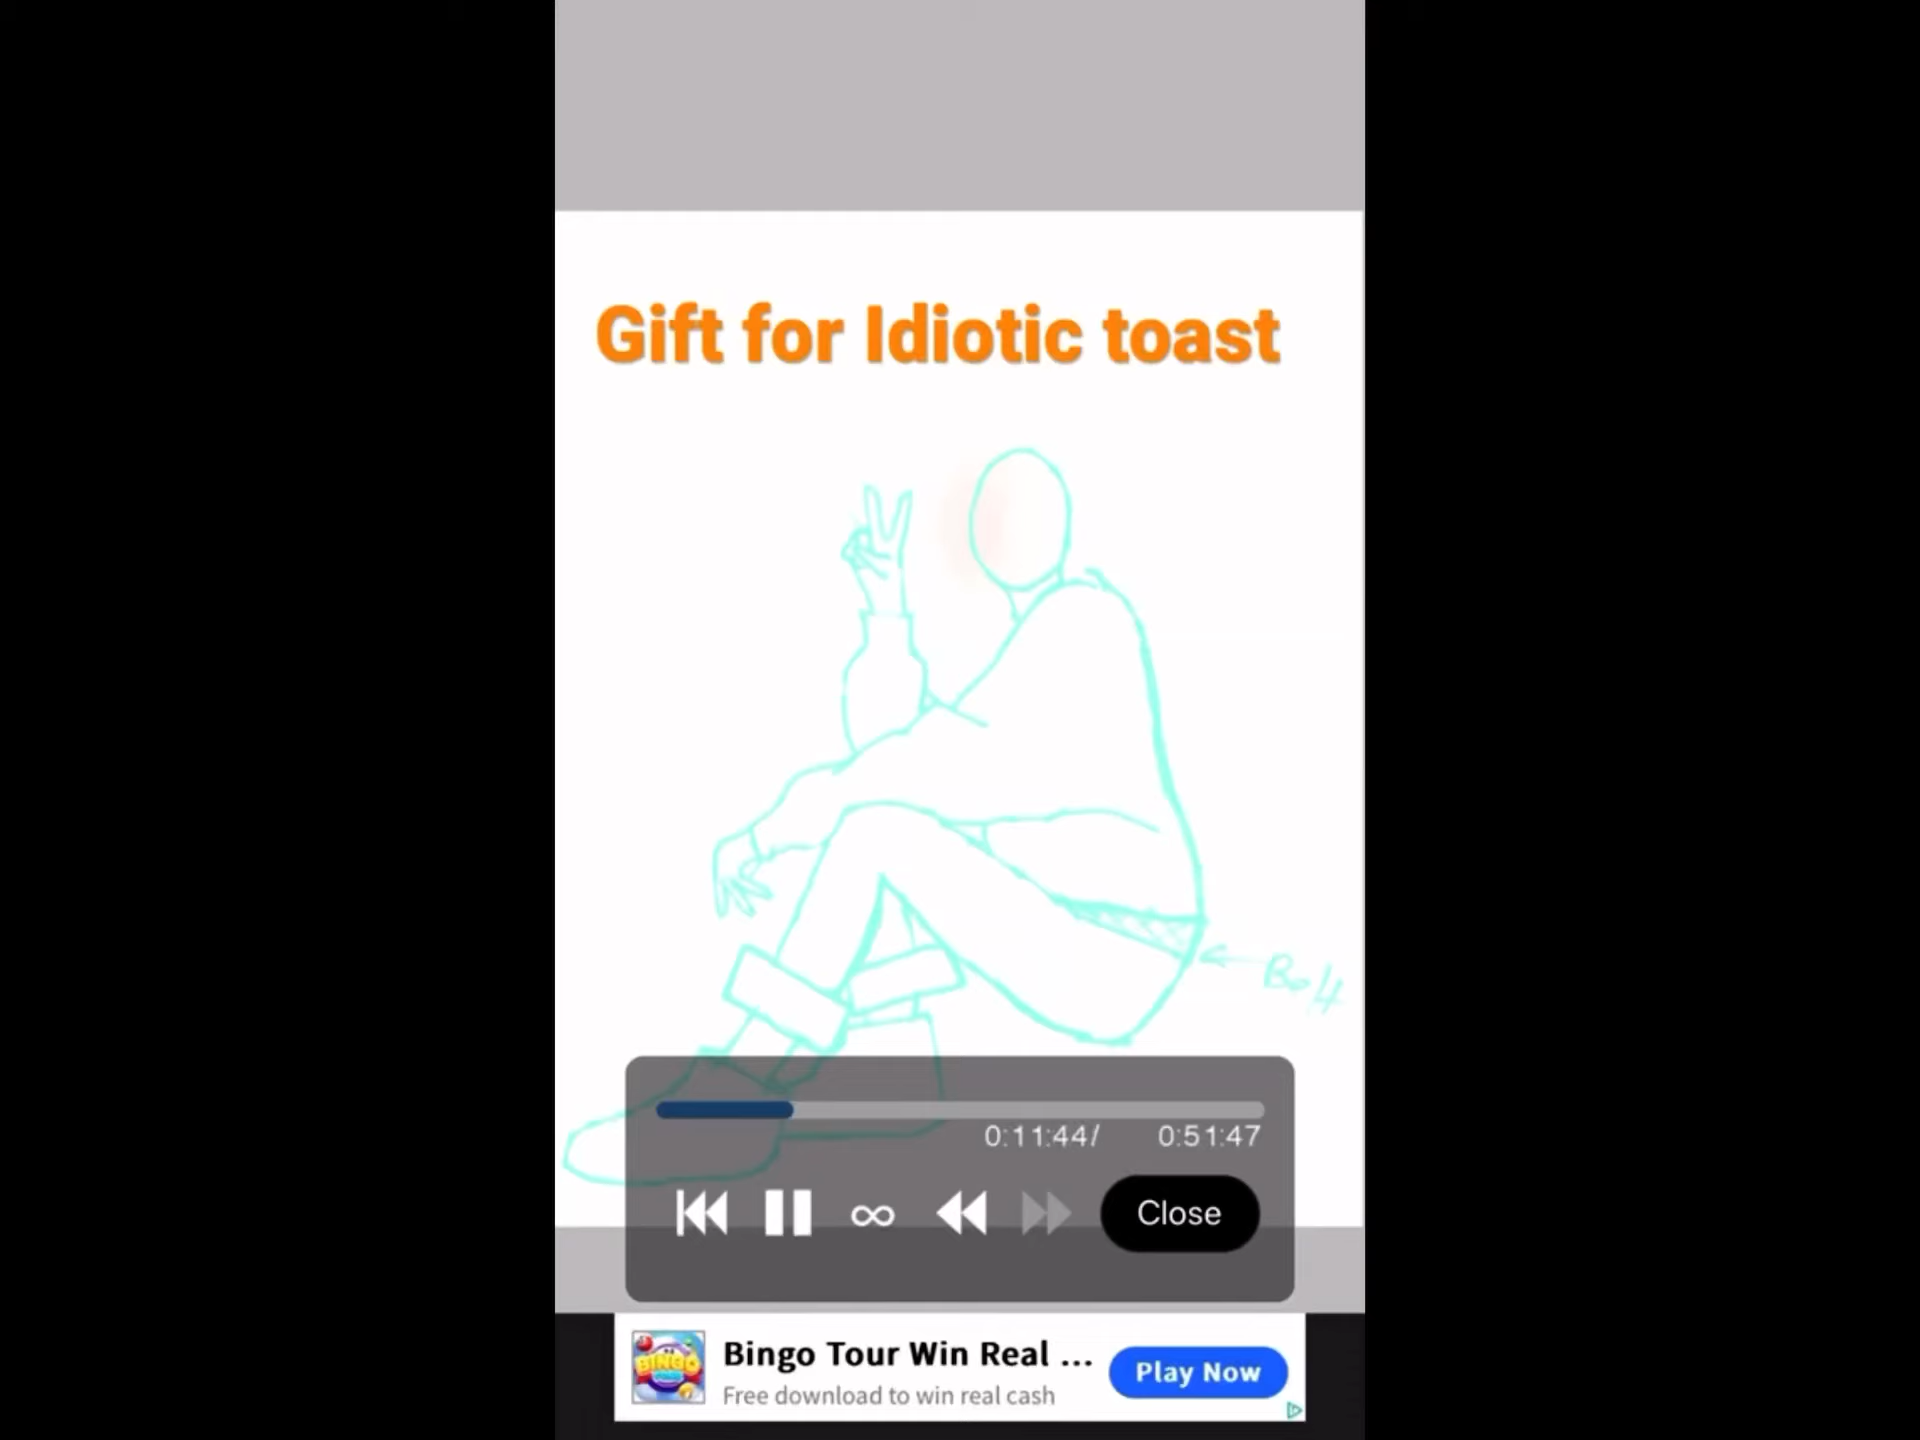 Gift for Idiotic toast
0:11:44/ 0:51:47
Close
Bingo Tour Win Real ...
Free download to win real cash
Play Now
BINGO